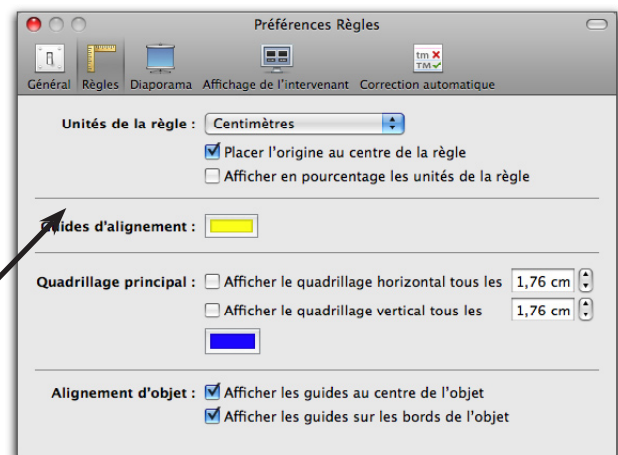 Préférences Règles
tm
TM
Général Règles Diaporama Affichage de l'intervenant Correction automatique
Unités de la règle : Centimètres
Placer l'origine au centre de la règle
Afficher en pourcentage les unités de la règle
Guides d'alignement :
Quadrillage principal : Afficher le quadrillage horizontal tous les 1,76 cm
Afficher le quadrillage vertical tous les 1,76 cm
Alignement d'objet : Afficher les guides au centre de l'objet
Afficher les guides sur les bords de l'objet